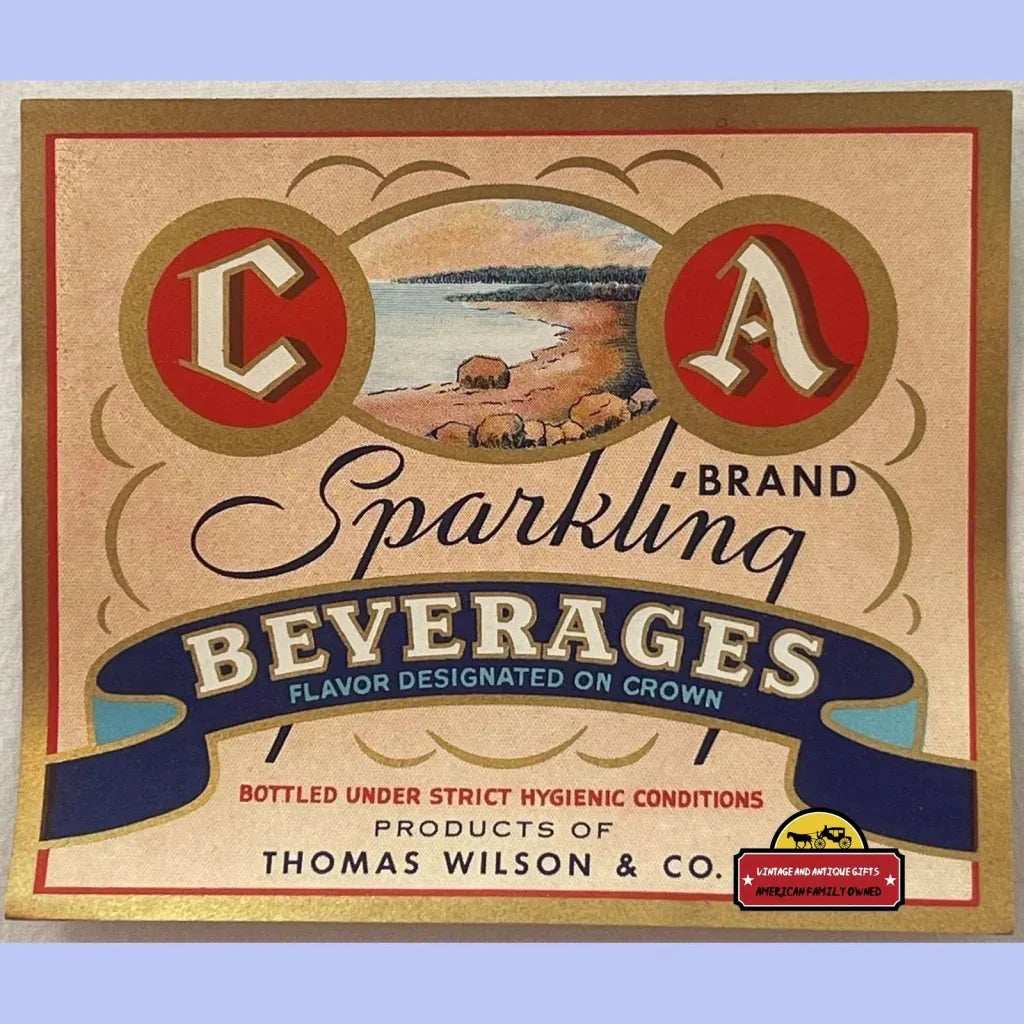 C A
BRAND
Sparkling
BEVERAGES
FLAVOR DESIGNATED ON CROWN
BOTTLED UNDER STRICT HYGIENIC CONDITIONS
PRODUCTS OF
THOMAS WILSON & CO.
VINTAGE AND ANTIQUE GIFTS
AMERICAN FAMILY OWNED